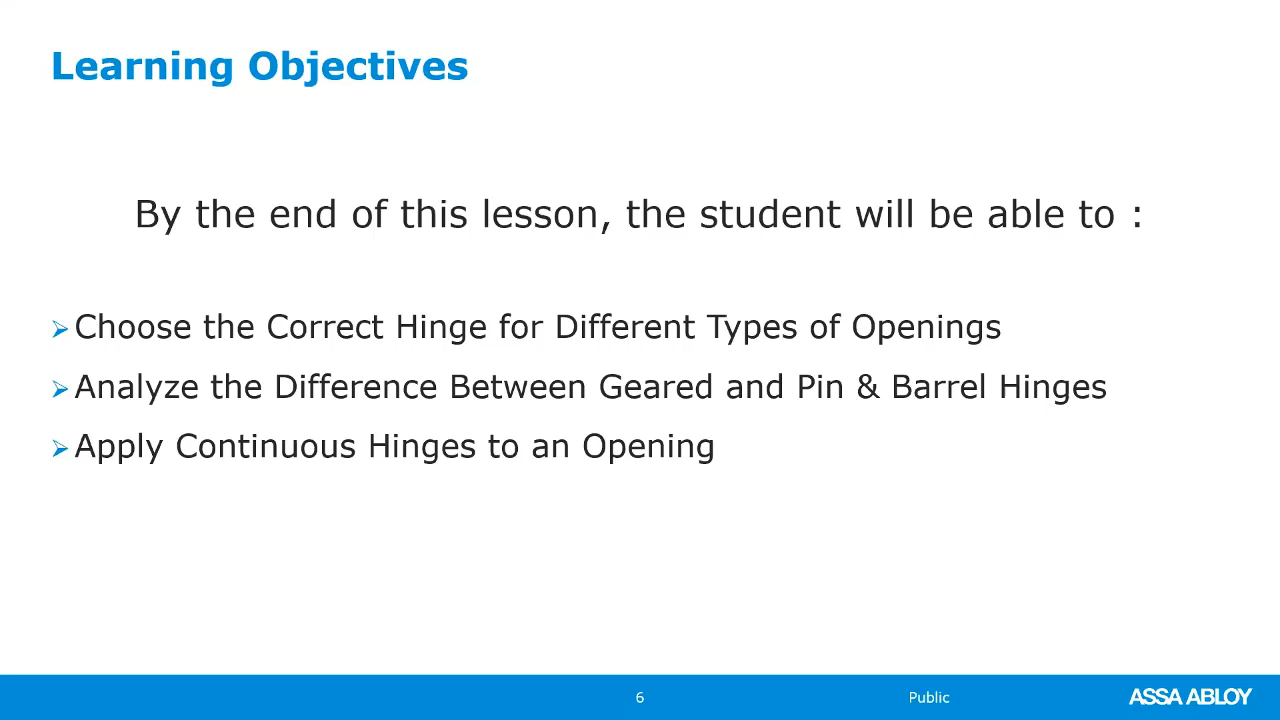 Learning Objectives
By the end of this lesson, the student will be able to :
➢Choose the Correct Hinge for Different Types of Openings
➢Analyze the Difference Between Geared and Pin & Barrel Hinges
➢Apply Continuous Hinges to an Opening
6
Public
ASSA ABLOY